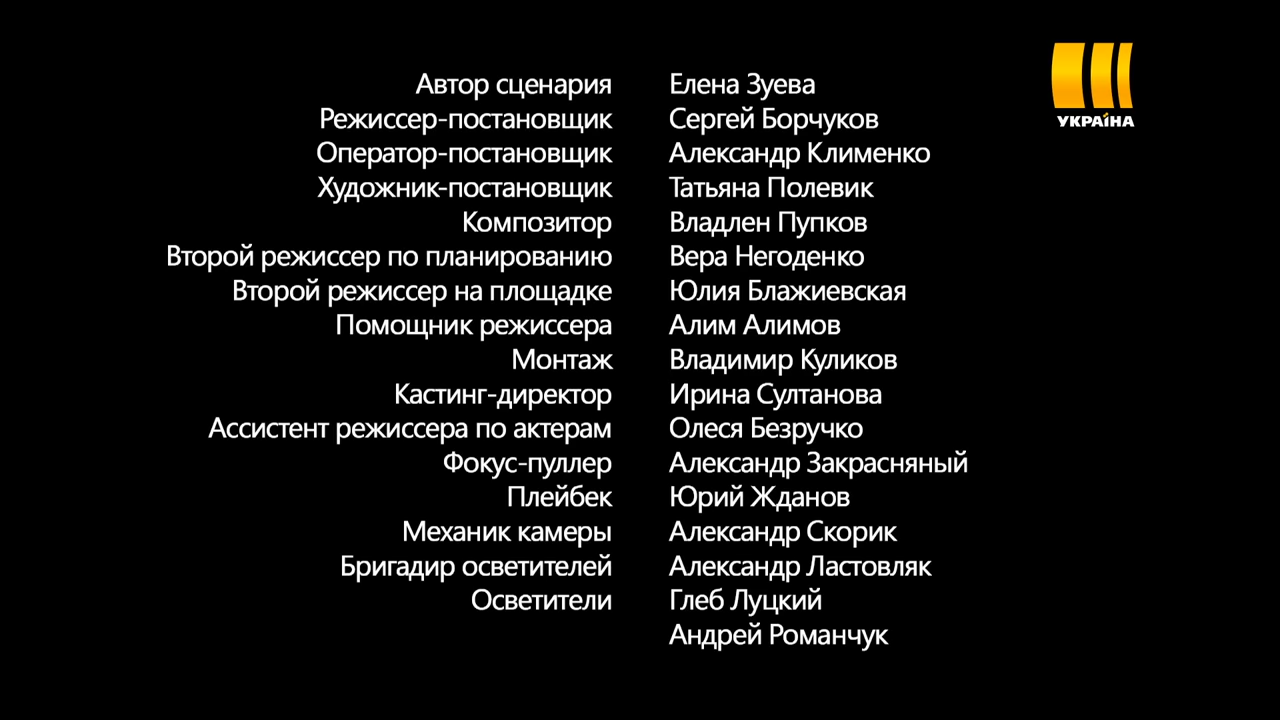 Автор сценария Елена Зуева
Режиссер-постановщик Сергей Борчуков
Оператор-постановщик Александр Клименко
Художник-постановщик Татьяна Полевик
Композитор Владлен Пупков
Второй режиссер по планированию Вера Негоденко
Второй режиссер на площадке Юлия Блажиевская
Помощник режиссера Алим Алимов
Монтаж Владимир Куликов
Кастинг-директор Ирина Султанова
Ассистент режиссера по актерам Олеся Безручко
Фокус-пуллер Александр Закрасняный
Плейбек Юрий Жданов
Механик камеры Александр Скорик
Бригадир осветителей Александр Ластовляк
Осветители Глеб Луцкий
Андрей Романчук
УКРАЇНА